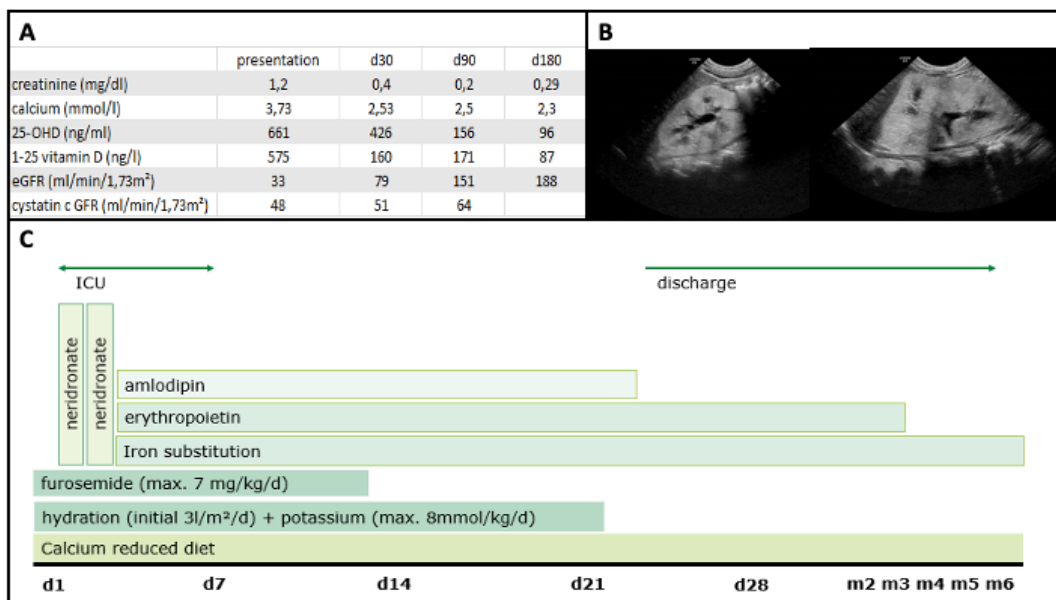 A
presentation d30 d90 d180
creatinine (mg/dl) 1,2 0,4 0,2 0,29
calcium (mmol/l) 3,73 2,53 2,5 2,3
25-OHD (ng/ml) 661 426 156 96
1-25 vitamin D (ng/l) 575 160 171 87
eGFR (ml/min/1,73m²) 33 79 151 188
cystatin c GFR (ml/min/1,73m²) 48 51 64
B
C
ICU
discharge
neridronate
neridronate
amlodipin
erythropoietin
Iron substitution
furosemide (max. 7 mg/kg/d)
hydration (initial 3l/m²/d) + potassium (max. 8mmol/kg/d)
Calcium reduced diet
d1 d7 d14 d21 d28 m2 m3 m4 m5 m6